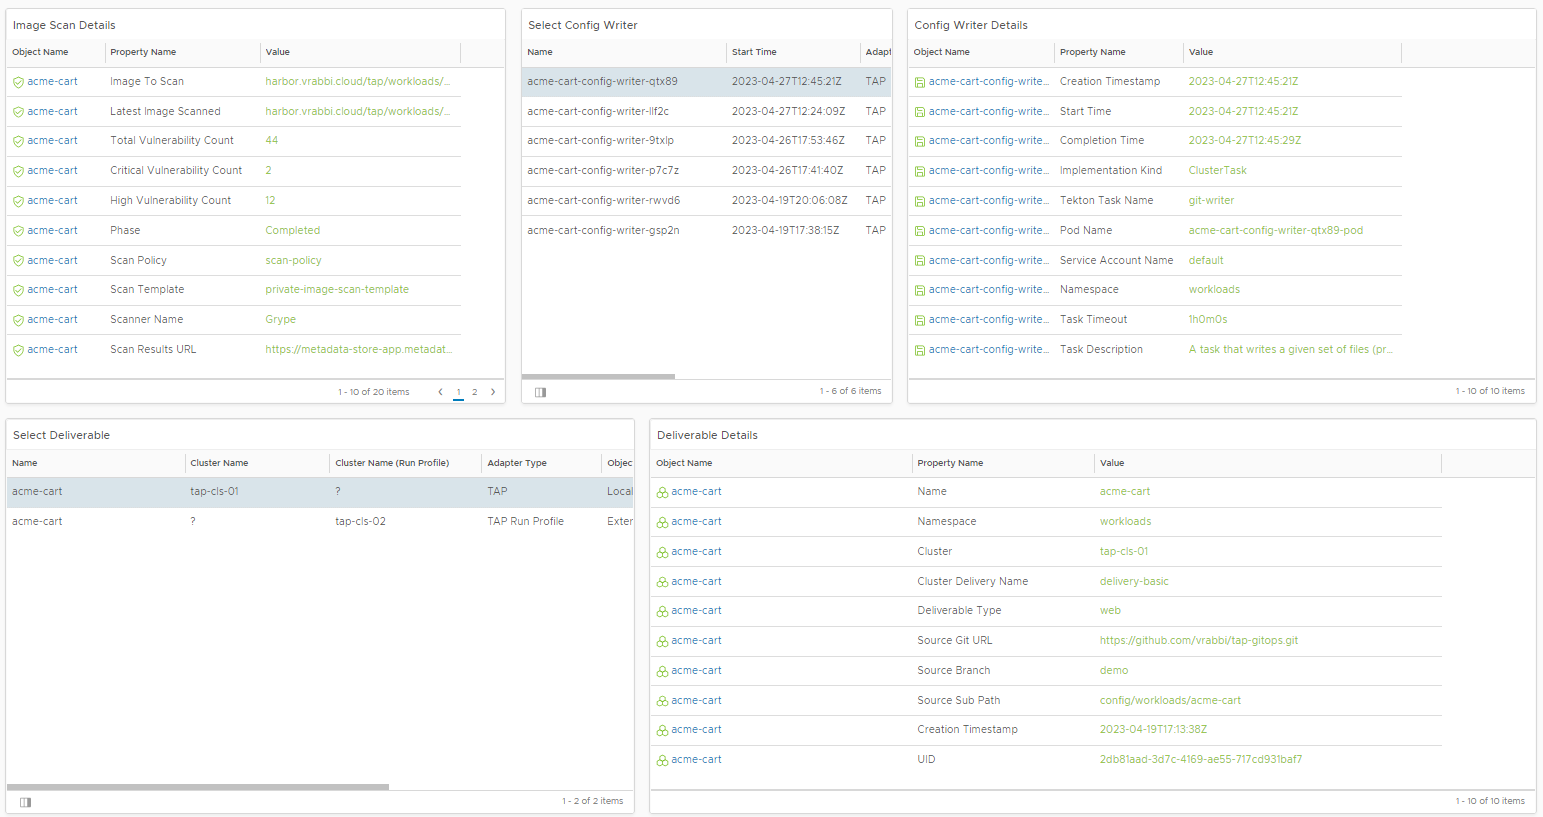 Image Scan Details
Object Name Property Name Value
acme-cart Image To Scan harbor.vrabbi.cloud/tap/workloads/...
acme-cart Latest Image Scanned harbor.vrabbi.cloud/tap/workloads/...
acme-cart Total Vulnerability Count 44
acme-cart Critical Vulnerability Count 2
acme-cart High Vulnerability Count 12
acme-cart Phase Completed
acme-cart Scan Policy scan-policy
acme-cart Scan Template private-image-scan-template
acme-cart Scanner Name Grype
acme-cart Scan Results URL https://metadata-store-app.metadat...
1 - 10 of 20 items 1 2
Select Config Writer
Name Start Time Adapt
acme-cart-config-writer-qtx89 2023-04-27T12:45:21Z TAP
acme-cart-config-writer-llf2c 2023-04-27T12:24:09Z TAP
acme-cart-config-writer-9txlp 2023-04-26T17:53:46Z TAP
acme-cart-config-writer-p7c7z 2023-04-26T17:41:40Z TAP
acme-cart-config-writer-rwvd6 2023-04-19T20:06:08Z TAP
acme-cart-config-writer-gsp2n 2023-04-19T17:38:15Z TAP
1 - 6 of 6 items
Config Writer Details
Object Name Property Name Value
acme-cart-config-write... Creation Timestamp 2023-04-27T12:45:21Z
acme-cart-config-write... Start Time 2023-04-27T12:45:21Z
acme-cart-config-write... Completion Time 2023-04-27T12:45:29Z
acme-cart-config-write... Implementation Kind ClusterTask
acme-cart-config-write... Tekton Task Name git-writer
acme-cart-config-write... Pod Name acme-cart-config-writer-qtx89-pod
acme-cart-config-write... Service Account Name default
acme-cart-config-write... Namespace workloads
acme-cart-config-write... Task Timeout 1h0m0s
acme-cart-config-write... Task Description A task that writes a given set of files (pr...
1 - 10 of 10 items
Select Deliverable
Name Cluster Name Cluster Name (Run Profile) Adapter Type Objec
acme-cart tap-cls-01 ? TAP Local
acme-cart ? tap-cls-02 TAP Run Profile Exter
1 - 2 of 2 items
Deliverable Details
Object Name Property Name Value
acme-cart Name acme-cart
acme-cart Namespace workloads
acme-cart Cluster tap-cls-01
acme-cart Cluster Delivery Name delivery-basic
acme-cart Deliverable Type web
acme-cart Source Git URL https://github.com/vrabbi/tap-gitops.git
acme-cart Source Branch demo
acme-cart Source Sub Path config/workloads/acme-cart
acme-cart Creation Timestamp 2023-04-19T17:13:38Z
acme-cart UID 2db81aad-3d7c-4169-ae55-717cd931baf7
1 - 10 of 10 items